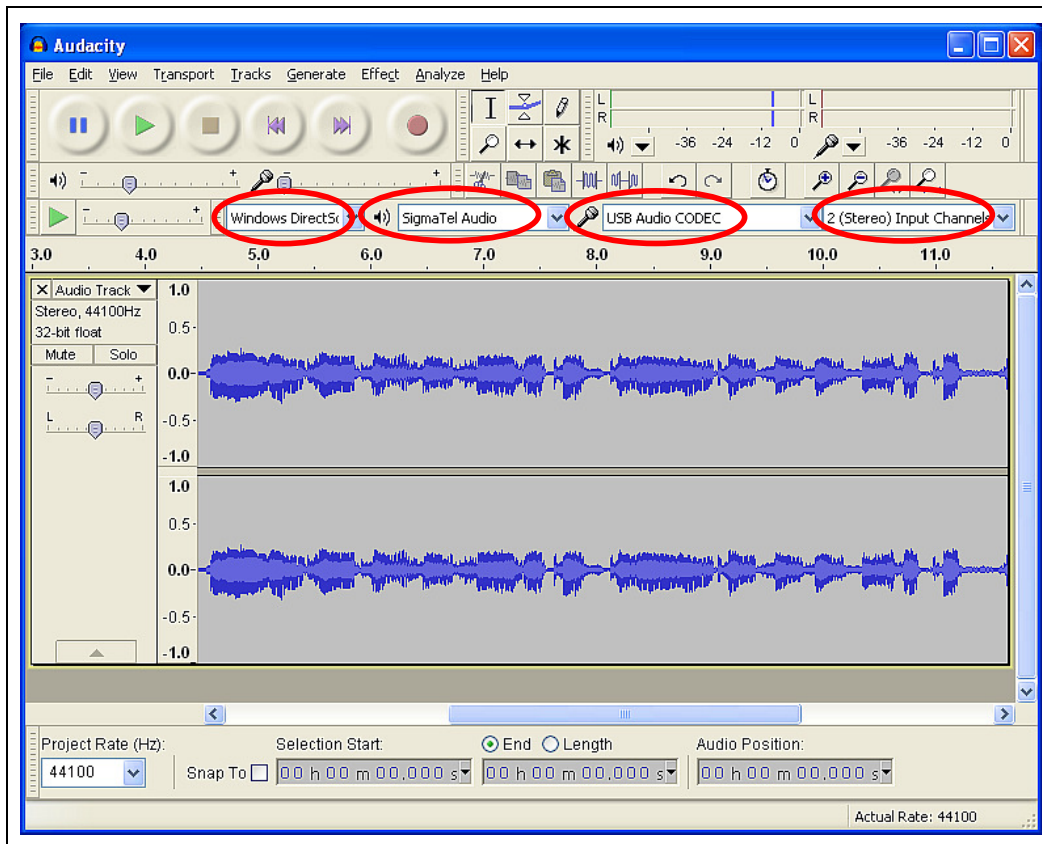 Audacity
File Edit View Transport Tracks Generate Effect Analyze Help
L
R
-36 -24 -12 0
L
R
-36 -24 -12 0
- +
- +
- +
Windows DirectSo
SigmaTel Audio
USB Audio CODEC
2 (Stereo) Input Channels
3.0 4.0 5.0 6.0 7.0 8.0 9.0 10.0 11.0
X Audio Track
Stereo, 44100Hz
32-bit float
Mute Solo
- +
L R
1.0
0.5
0.0
-0.5
-1.0
1.0
0.5
0.0
-0.5
-1.0
Project Rate (Hz): Selection Start: End Length Audio Position:
44100 Snap To 00 h 00 m 00.000 s 00 h 00 m 00.000 s 00 h 00 m 00.000 s
Actual Rate: 44100